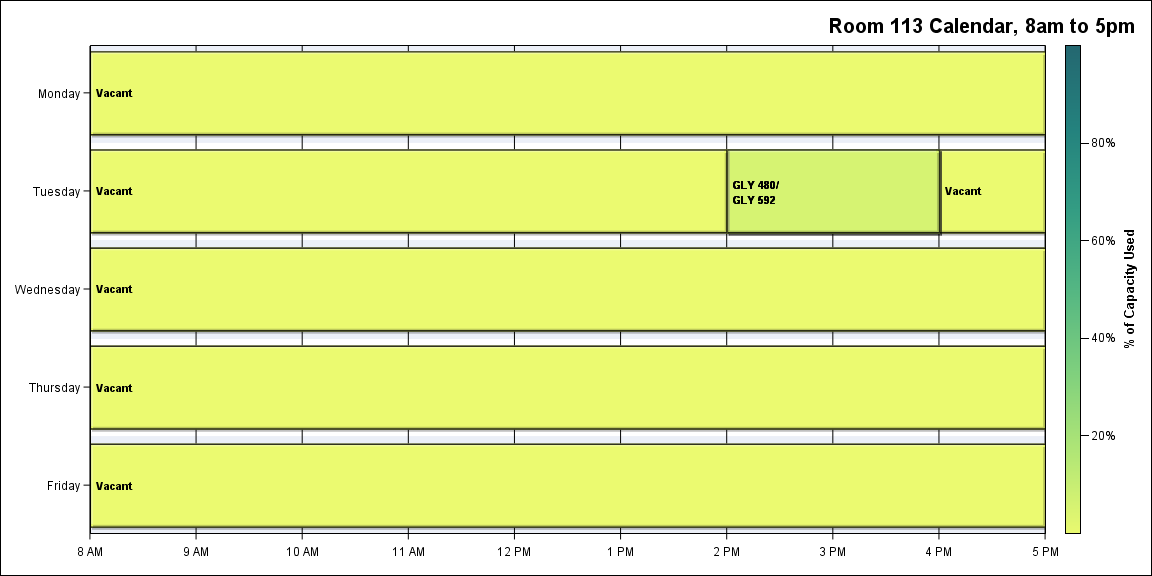 Room 113 Calendar, 8am to 5pm
Monday
Vacant
80%
Tuesday
Vacant
GLY 480/
GLY 592
Vacant
60%
% of Capacity Used
Wednesday
Vacant
40%
Thursday
Vacant
20%
Friday
Vacant
8 AM 9 AM 10 AM 11 AM 12 PM 1 PM 2 PM 3 PM 4 PM 5 PM